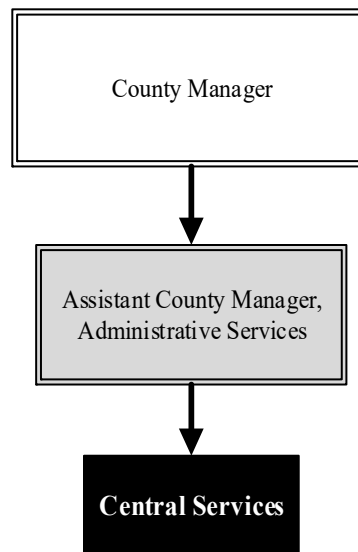 County Manager
Assistant County Manager,
Administrative Services
Central Services